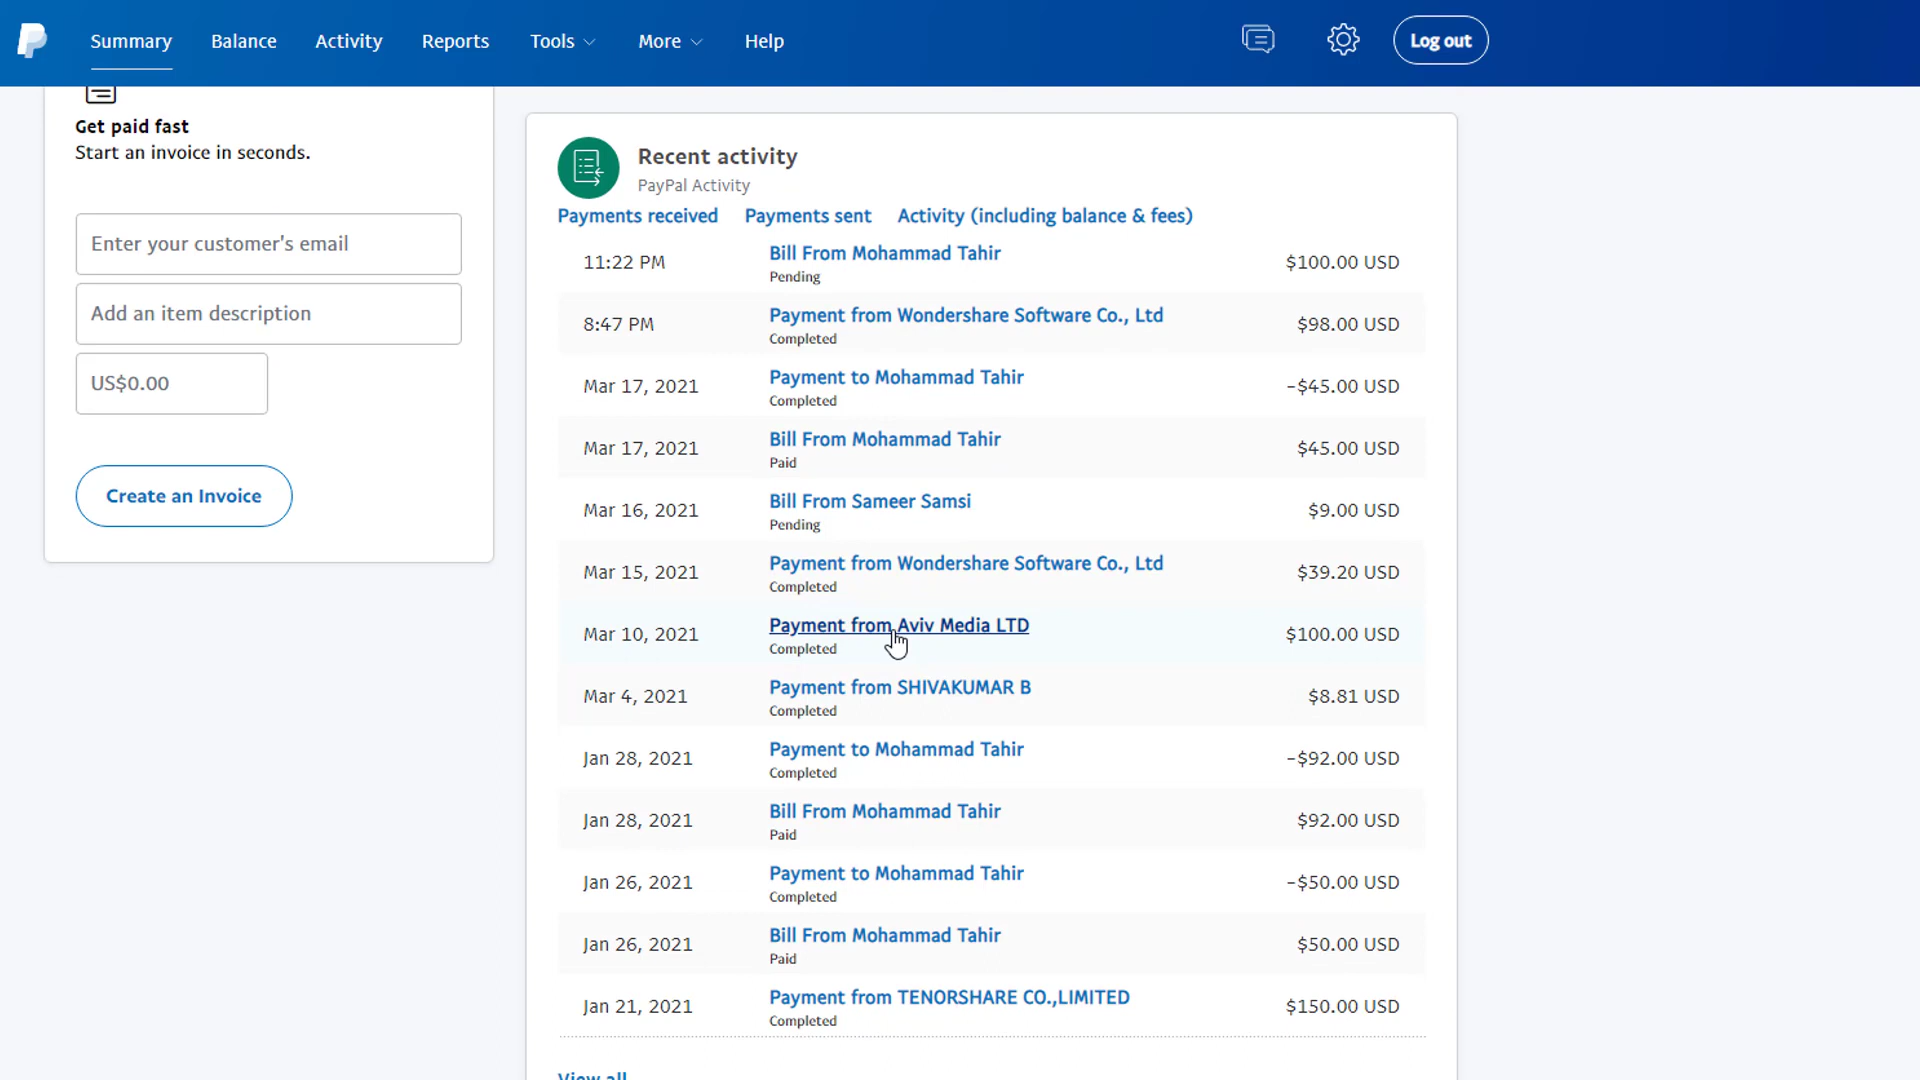 Summary Balance Activity Reports Tools More Help Log out
Get paid fast
Start an invoice in seconds.
Enter your customer's email
Add an item description
US$0.00
Create an Invoice
Recent activity
PayPal Activity
Payments received Payments sent Activity (including balance & fees)
11:22 PM Bill From Mohammad Tahir $100.00 USD
Pending
8:47 PM Payment from Wondershare Software Co., Ltd $98.00 USD
Completed
Mar 17, 2021 Payment to Mohammad Tahir -$45.00 USD
Completed
Mar 17, 2021 Bill From Mohammad Tahir $45.00 USD
Paid
Mar 16, 2021 Bill From Sameer Samsi $9.00 USD
Pending
Mar 15, 2021 Payment from Wondershare Software Co., Ltd $39.20 USD
Completed
Mar 10, 2021 Payment from Aviv Media LTD $100.00 USD
Completed
Mar 4, 2021 Payment from SHIVAKUMAR B $8.81 USD
Completed
Jan 28, 2021 Payment to Mohammad Tahir -$92.00 USD
Completed
Jan 28, 2021 Bill From Mohammad Tahir $92.00 USD
Paid
Jan 26, 2021 Payment to Mohammad Tahir -$50.00 USD
Completed
Jan 26, 2021 Bill From Mohammad Tahir $50.00 USD
Paid
Jan 21, 2021 Payment from TENORSHARE CO.,LIMITED $150.00 USD
Completed
View all